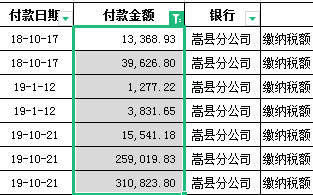 付款日期 付款金额 银行
18-10-17 13,368.93 嵩县分公司 缴纳税额
18-10-17 39,626.80 嵩县分公司 缴纳税额
19-1-12 1,277.22 嵩县分公司 缴纳税额
19-1-12 3,831.65 嵩县分公司 缴纳税额
19-10-21 15,541.18 嵩县分公司 缴纳税额
19-10-21 259,019.83 嵩县分公司 缴纳税额
19-10-21 310,823.80 嵩县分公司 缴纳税额